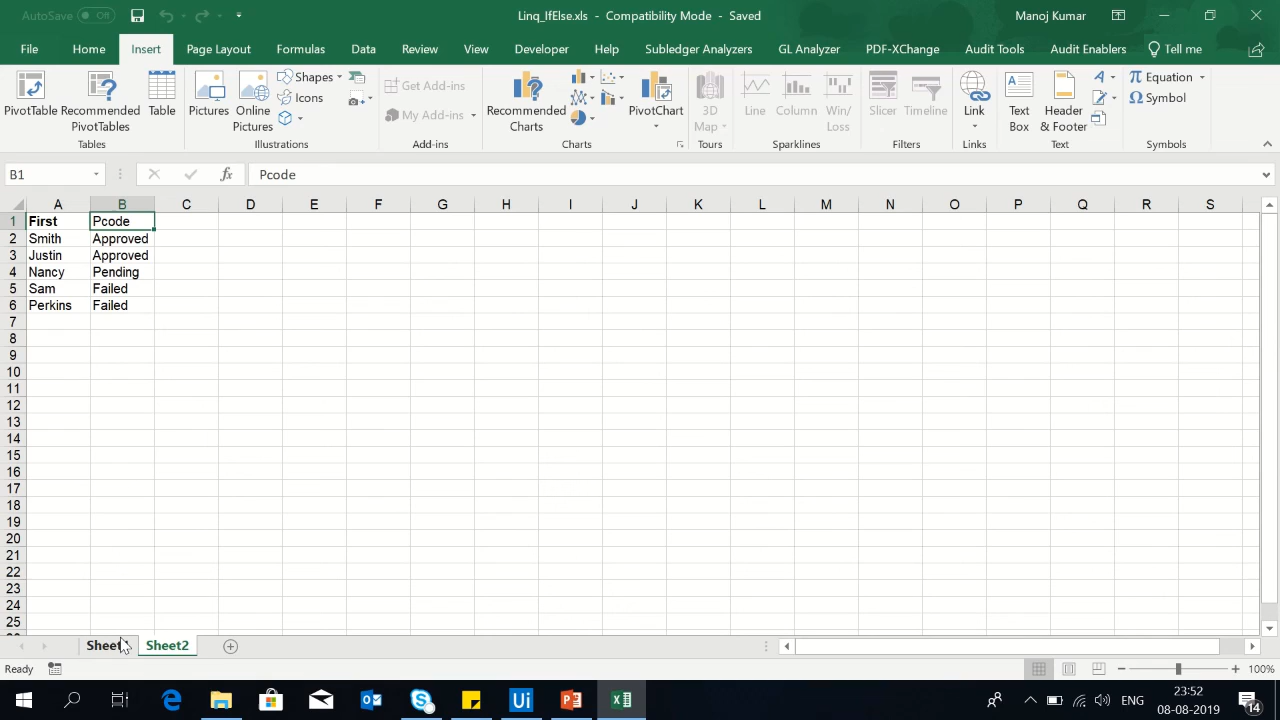 AutoSave Off
Linq_IfElse.xls - Compatibility Mode - Saved
Manoj Kumar
File Home Insert Page Layout Formulas Data Review View Developer Help Subledger Analyzers GL Analyzer PDF-XChange Audit Tools Audit Enablers Tell me
PivotTable
Recommended PivotTables
Table
Tables
Pictures
Online Pictures
Shapes
Icons
Illustrations
Get Add-ins
My Add-ins
Add-ins
Recommended Charts
PivotChart
Charts
3D Map
Tours
Line
Column
Win/Loss
Sparklines
Slicer
Timeline
Filters
Link
Links
Text Box
Header & Footer
Text
Equation
Symbol
Symbols
B1
fx
Pcode
A B C D E F G H I J K L M N O P Q R S
1 First Pcode
2 Smith Approved
3 Justin Approved
4 Nancy Pending
5 Sam Failed
6 Perkins Failed
7
8
9
10
11
12
13
14
15
16
17
18
19
20
21
22
23
24
25
Sheet2
Ready
100%
Ui
ENG
23:52
08-08-2019
14